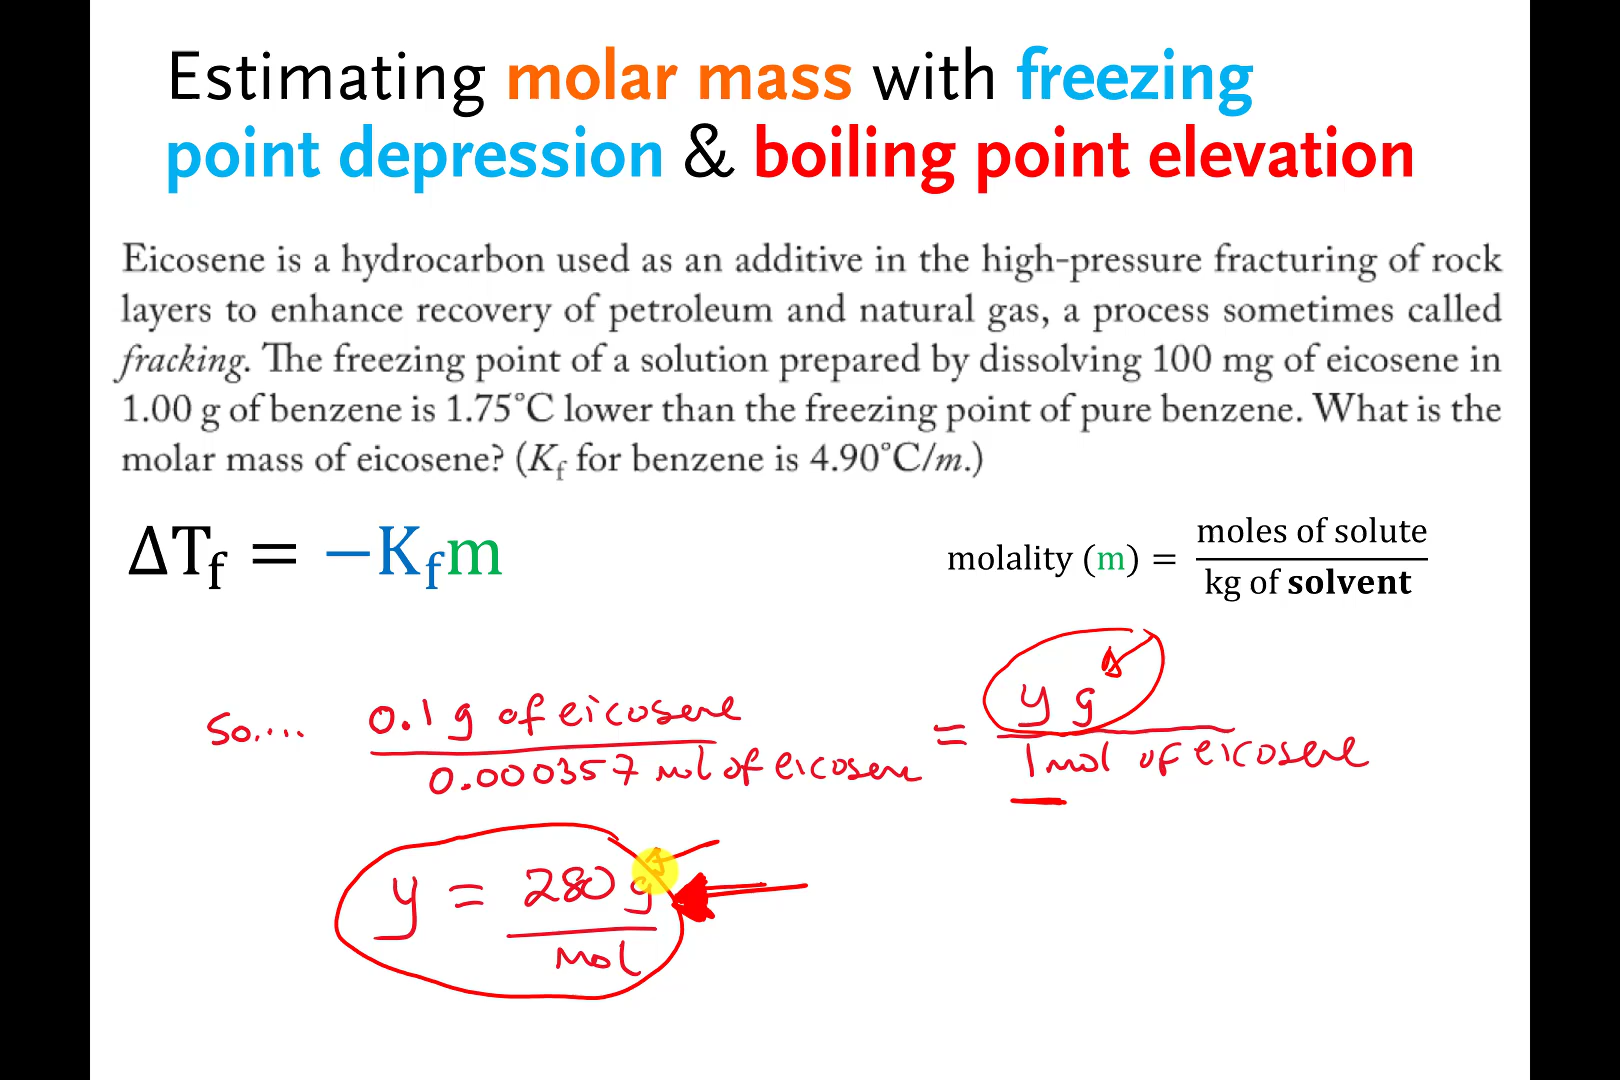 Estimating molar mass with freezing
point depression & boiling point elevation
Eicosene is a hydrocarbon used as an additive in the high-pressure fracturing of rock
layers to enhance recovery of petroleum and natural gas, a process sometimes called
fracking. The freezing point of a solution prepared by dissolving 100 mg of eicosene in
1.00 g of benzene is 1.75°C lower than the freezing point of pure benzene. What is the
molar mass of eicosene? (Kf for benzene is 4.90°C/m.)
ΔTf = −Kfm
molality (m) = moles of solute
kg of solvent
So.... 0.1 g of eicosene = y g
0.000357 mol of eicosene 1 mol of eicosene
y = 280 g
mol